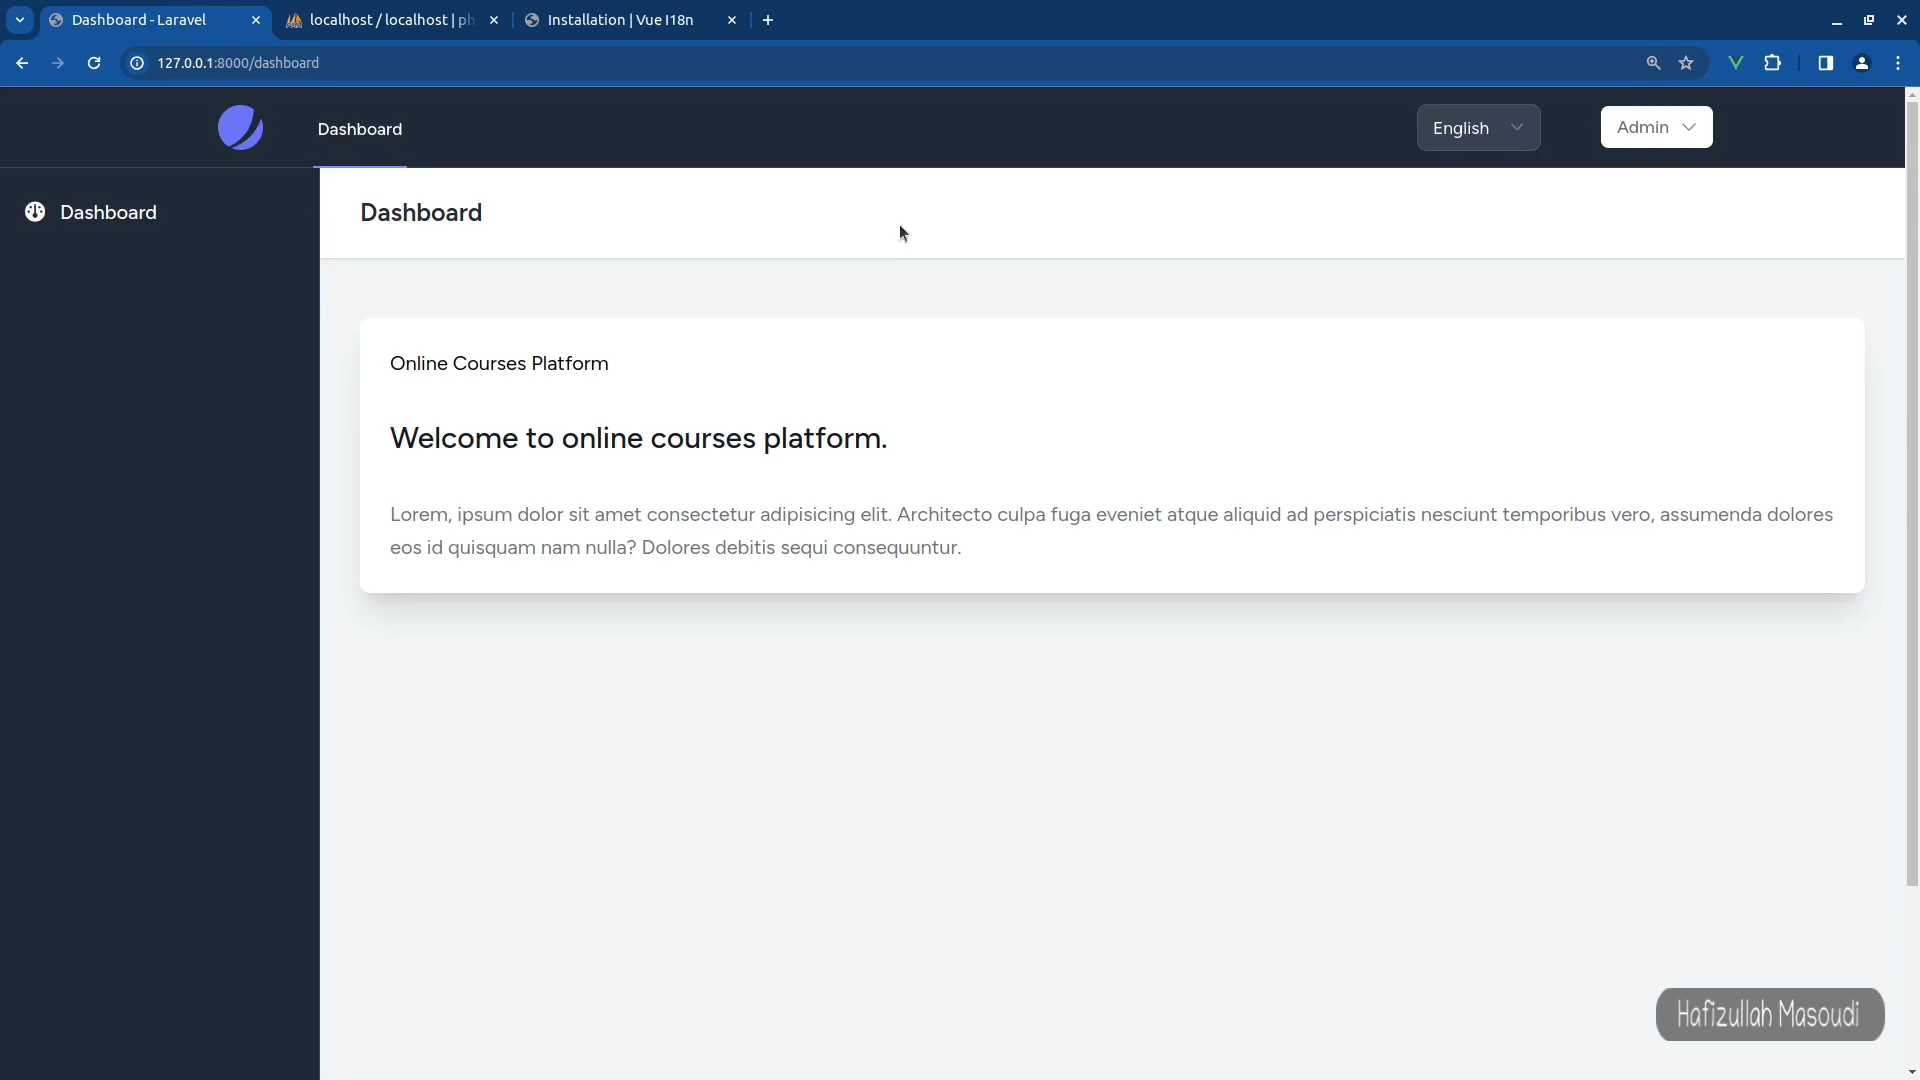 Dashboard - Laravel
localhost / localhost | ph
Installation | Vue I18n
127.0.0.1:8000/dashboard
Dashboard
English
Admin
Dashboard
Dashboard
Online Courses Platform
Welcome to online courses platform.
Lorem, ipsum dolor sit amet consectetur adipisicing elit. Architecto culpa fuga eveniet atque aliquid ad perspiciatis nesciunt temporibus vero, assumenda dolores
eos id quisquam nam nulla? Dolores debitis sequi consequuntur.
Hafizullah Masoudi